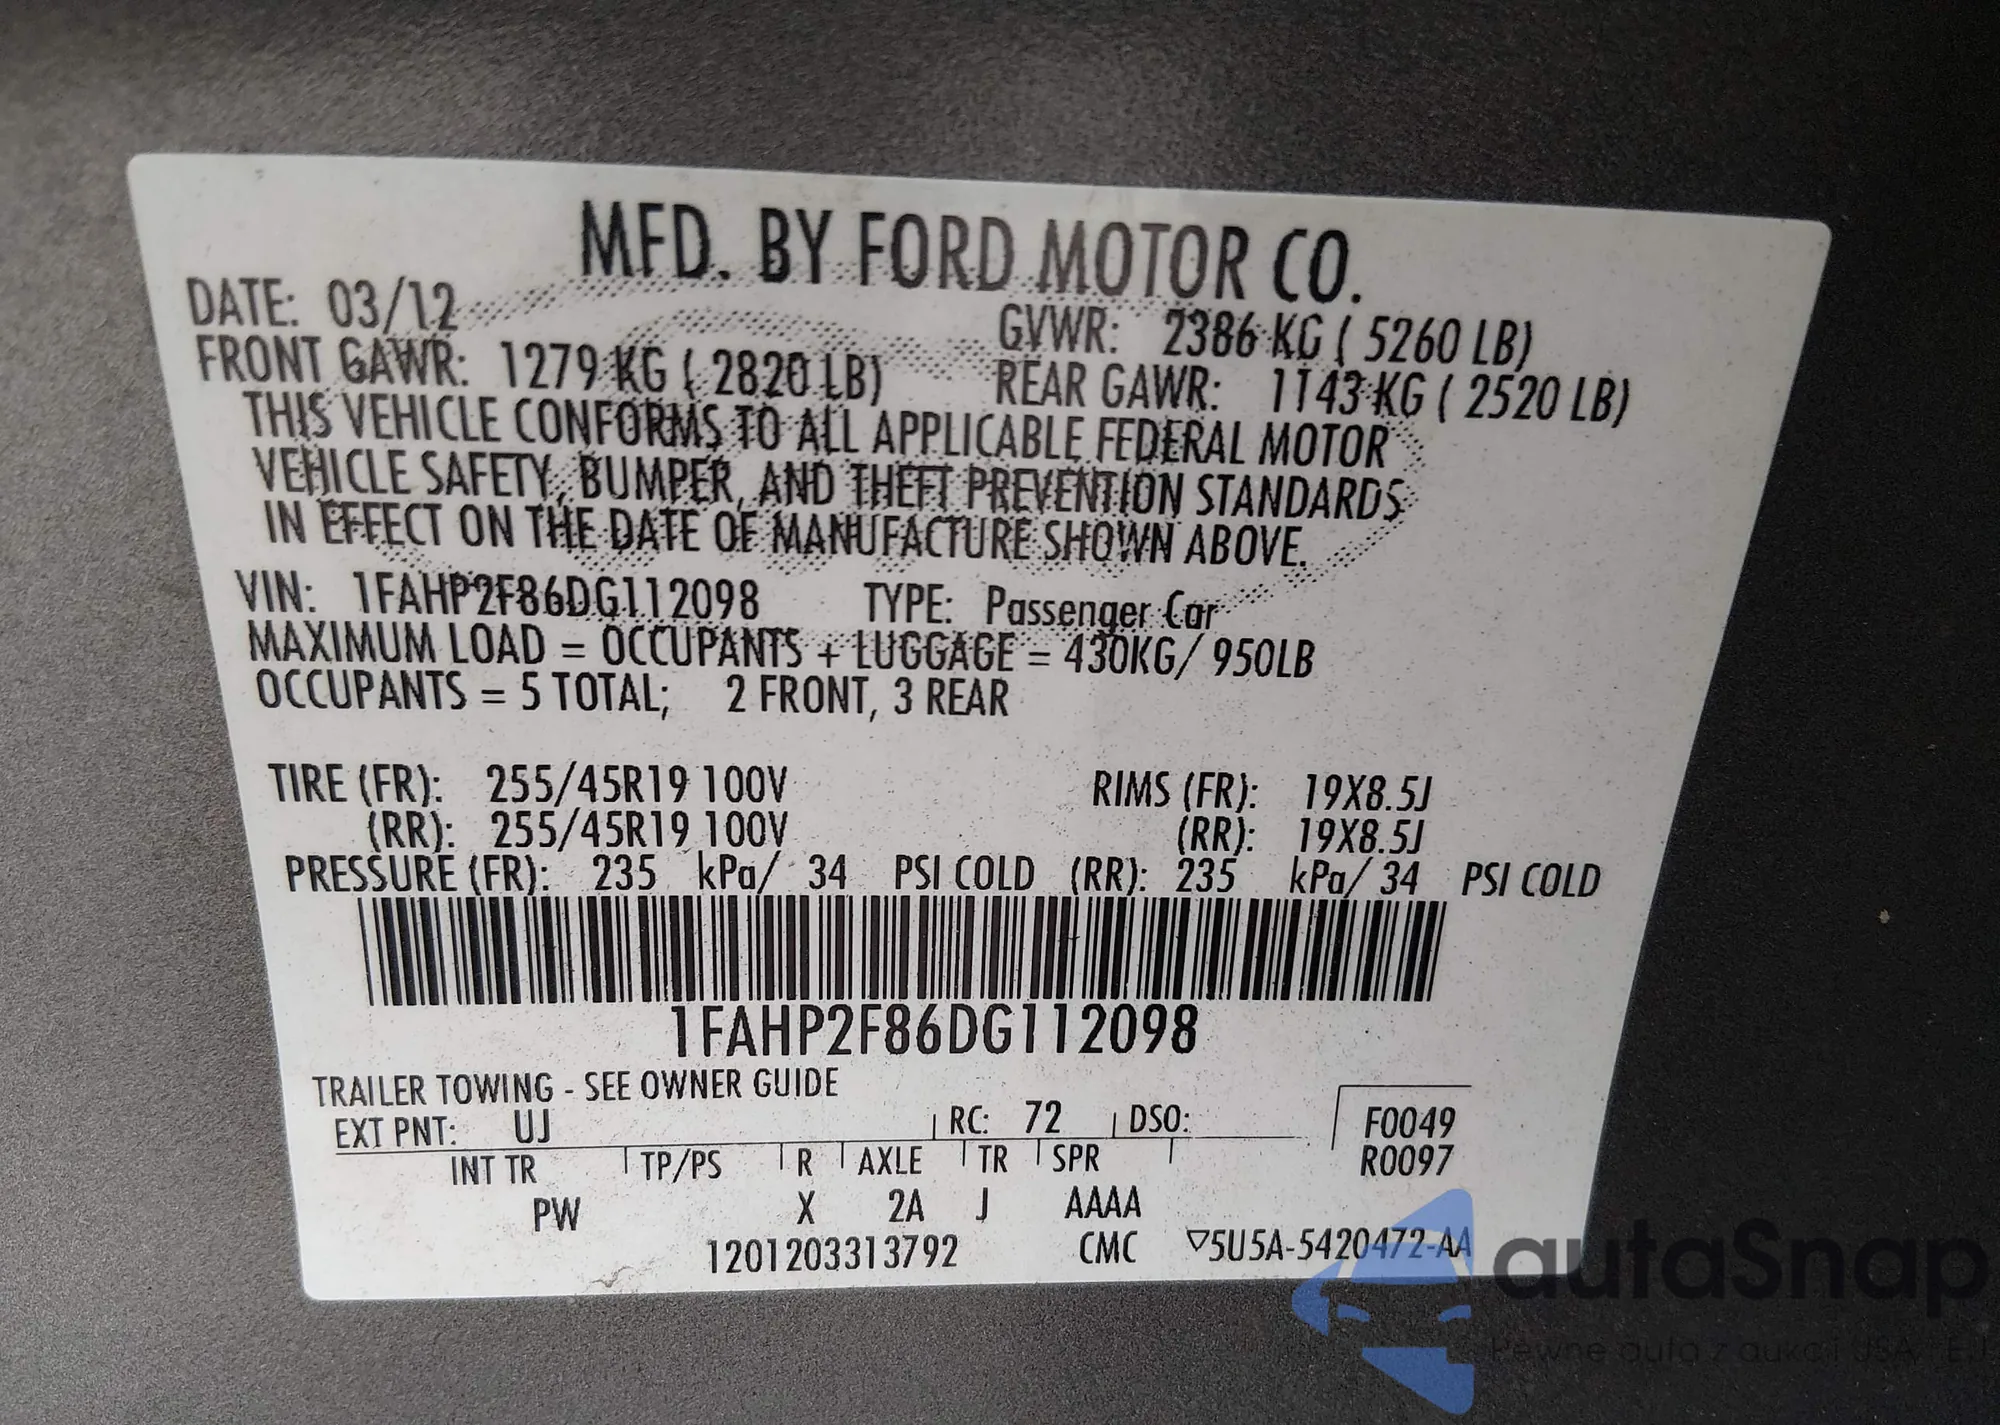 MFD. BY FORD MOTOR CO.
DATE: 03/12 GVWR: 2386 KG ( 5260 LB)
FRONT GAWR: 1279 KG ( 2820 LB) REAR GAWR: 1143 KG ( 2520 LB)
THIS VEHICLE CONFORMS TO ALL APPLICABLE FEDERAL MOTOR
VEHICLE SAFETY, BUMPER, AND THEFT PREVENTION STANDARDS
IN EFFECT ON THE DATE OF MANUFACTURE SHOWN ABOVE.
VIN: 1FAHP2F86DG112098 TYPE: Passenger Car
MAXIMUM LOAD = OCCUPANTS + LUGGAGE = 430KG/ 950LB
OCCUPANTS = 5 TOTAL; 2 FRONT, 3 REAR
TIRE (FR): 255/45R19 100V RIMS (FR): 19X8.5J
(RR): 255/45R19 100V (RR): 19X8.5J
PRESSURE (FR): 235 kPa/ 34 PSI COLD (RR): 235 kPa/ 34 PSI COLD
1FAHP2F86DG112098
TRAILER TOWING - SEE OWNER GUIDE
EXT PNT: UJ RC: 72 DSO: F0049
INT TR TP/PS R AXLE TR SPR R0097
PW X 2A J AAAA
1201203313792 CMC ▽5U5A-5420472-AA
autaSnap
Pewne auta z aukcji USA, EU